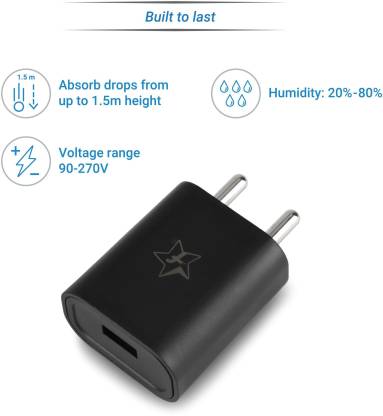 Built to last
1.5 m
Absorb drops from
up to 1.5m height
Humidity: 20%-80%
Voltage range
90-270V